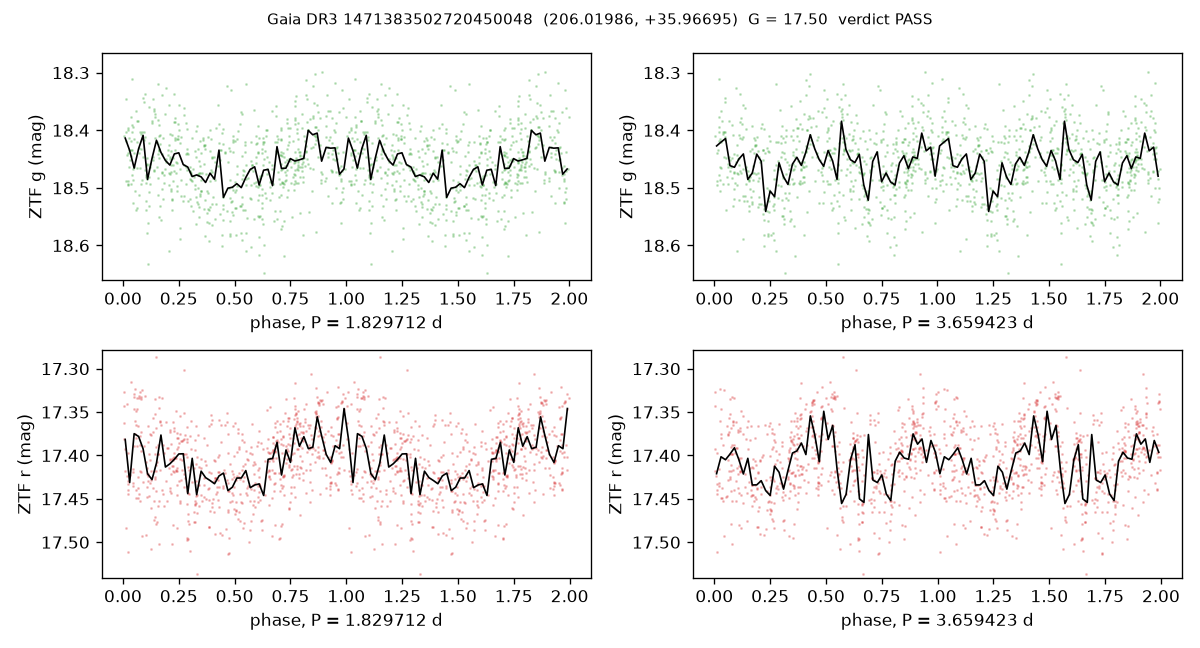 Gaia DR3 1471383502720450048 (206.01986, +35.96695) G = 17.50 verdict PASS
ZTF g (mag)
18.3
18.4
18.5
18.6
0.00 0.25 0.50 0.75 1.00 1.25 1.50 1.75 2.00
phase, P = 1.829712 d
ZTF g (mag)
18.3
18.4
18.5
18.6
0.00 0.25 0.50 0.75 1.00 1.25 1.50 1.75 2.00
phase, P = 3.659423 d
ZTF r (mag)
17.30
17.35
17.40
17.45
17.50
0.00 0.25 0.50 0.75 1.00 1.25 1.50 1.75 2.00
phase, P = 1.829712 d
ZTF r (mag)
17.30
17.35
17.40
17.45
17.50
0.00 0.25 0.50 0.75 1.00 1.25 1.50 1.75 2.00
phase, P = 3.659423 d